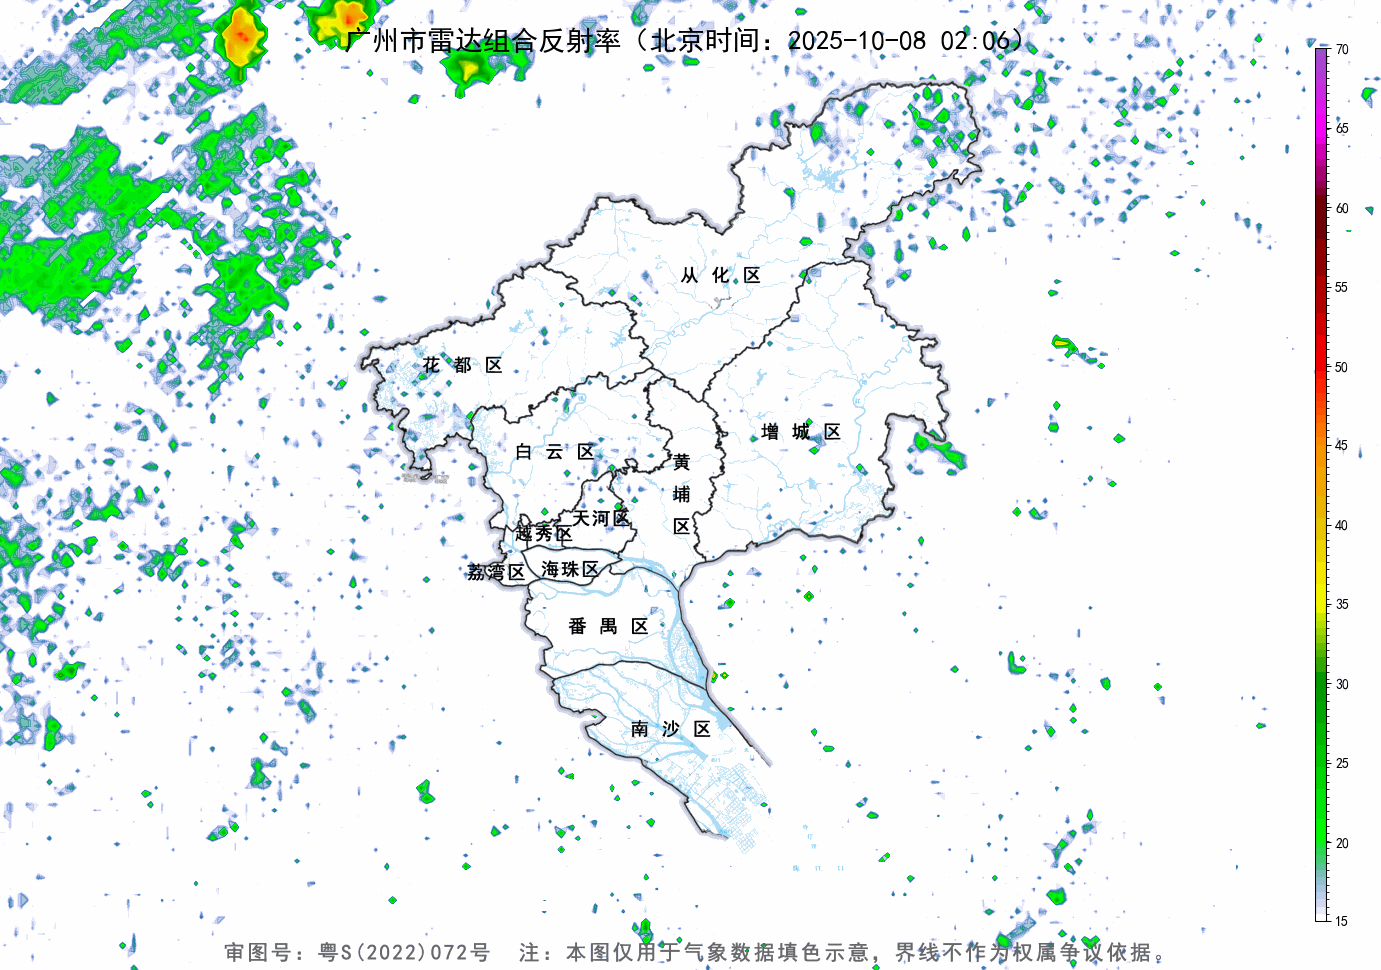 广州市雷达组合反射率（北京时间：2025-10-08 02:06）
70
65
60
55
50
45
40
35
30
25
20
15
从化区
花都区
增城区
白云区
黄埔区
天河区
越秀区
海珠区
荔湾区
番禺区
南沙区
审图号：粤S(2022)072号 注：本图仅用于气象数据填色示意，界线不作为权属争议依据。